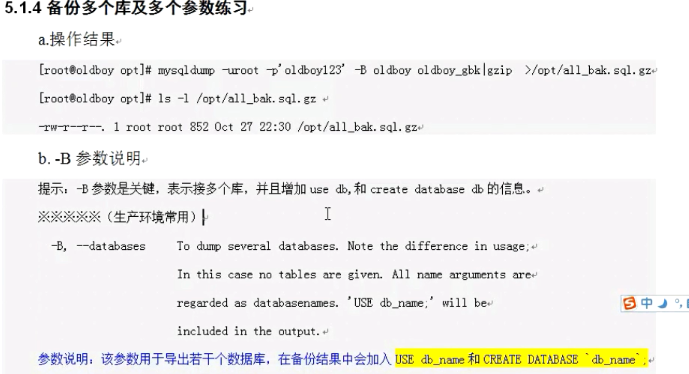 5.1.4 备份多个库及多个参数练习
a.操作结果
[root@oldboy opt]# mysqldump -uroot -p'oldboy123' -B oldboy oldboy_gbk|gzip  >/opt/all_bak.sql.gz
[root@oldboy opt]# ls -l /opt/all_bak.sql.gz
-rw-r--r--. 1 root root 852 Oct 27 22:30 /opt/all_bak.sql.gz
b. -B 参数说明
提示：-B参数是关键，表示接多个库，并且增加 use db,和 create database db 的信息。
※※※※※（生产环境常用）
-B, --databases    To dump several databases. Note the difference in usage;
In this case no tables are given. All name arguments are
regarded as databasenames. 'USE db_name;' will be
included in the output.
参数说明：该参数用于导出若干个数据库，在备份结果中会加入 USE db_name 和 CREATE DATABASE `db_name`;
中